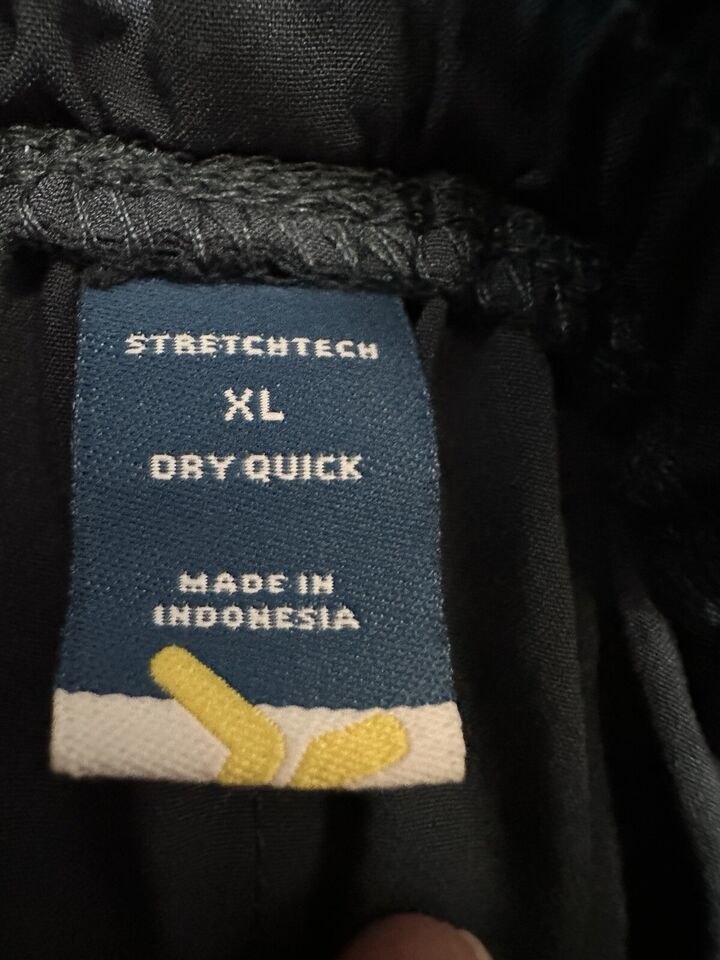 STRETCHTECH
XL
DRY QUICK
MADE IN
INDONESIA